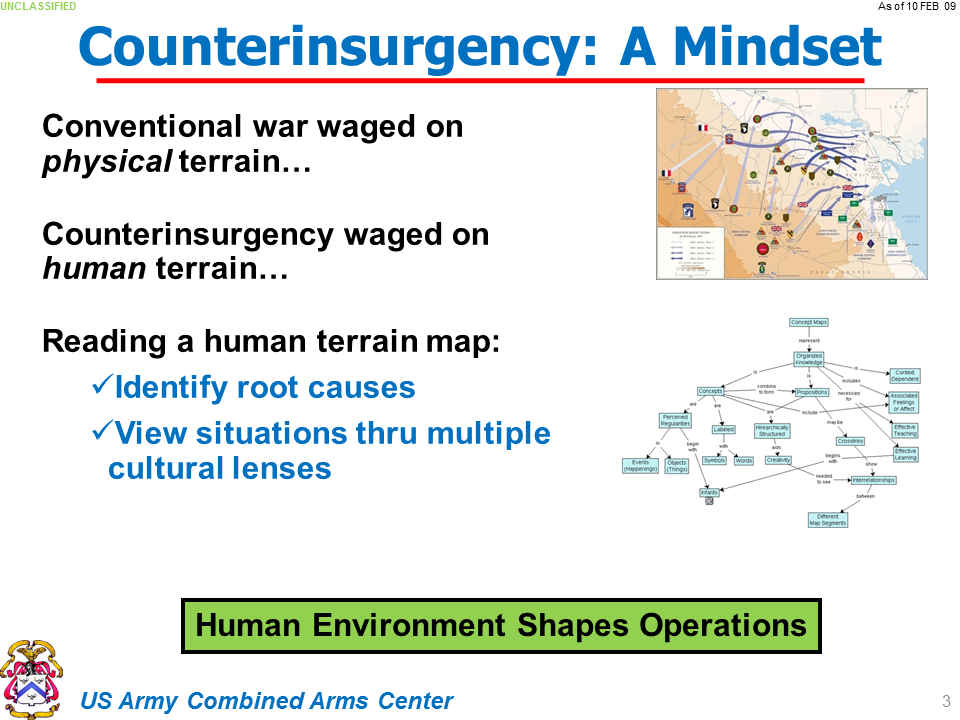 UNCLASSIFIED
As of 10 FEB 09
Counterinsurgency: A Mindset
Conventional war waged on
physical terrain…
Counterinsurgency waged on
human terrain…
Reading a human terrain map:
✓Identify root causes
✓View situations thru multiple
cultural lenses
Concept Maps
represent
Organized
Knowledge
is
is
is
includes
necessary
for
Context
Dependent
Concepts
combine
to form
Propositions
Associated
Feelings
or Affect
are
are
are
include
may be
Perceived
Regularities
Labeled
Hierarchically
Structured
Effective
Teaching
Crosslinks
in
begin
with
with
aids
begins
with
Effective
Learning
Events
(Happenings)
Objects
(Things)
Symbols
Words
Creativity
show
needed
to see
Interrelationships
Infants
between
Different
Map Segments
Human Environment Shapes Operations
US Army Combined Arms Center
3